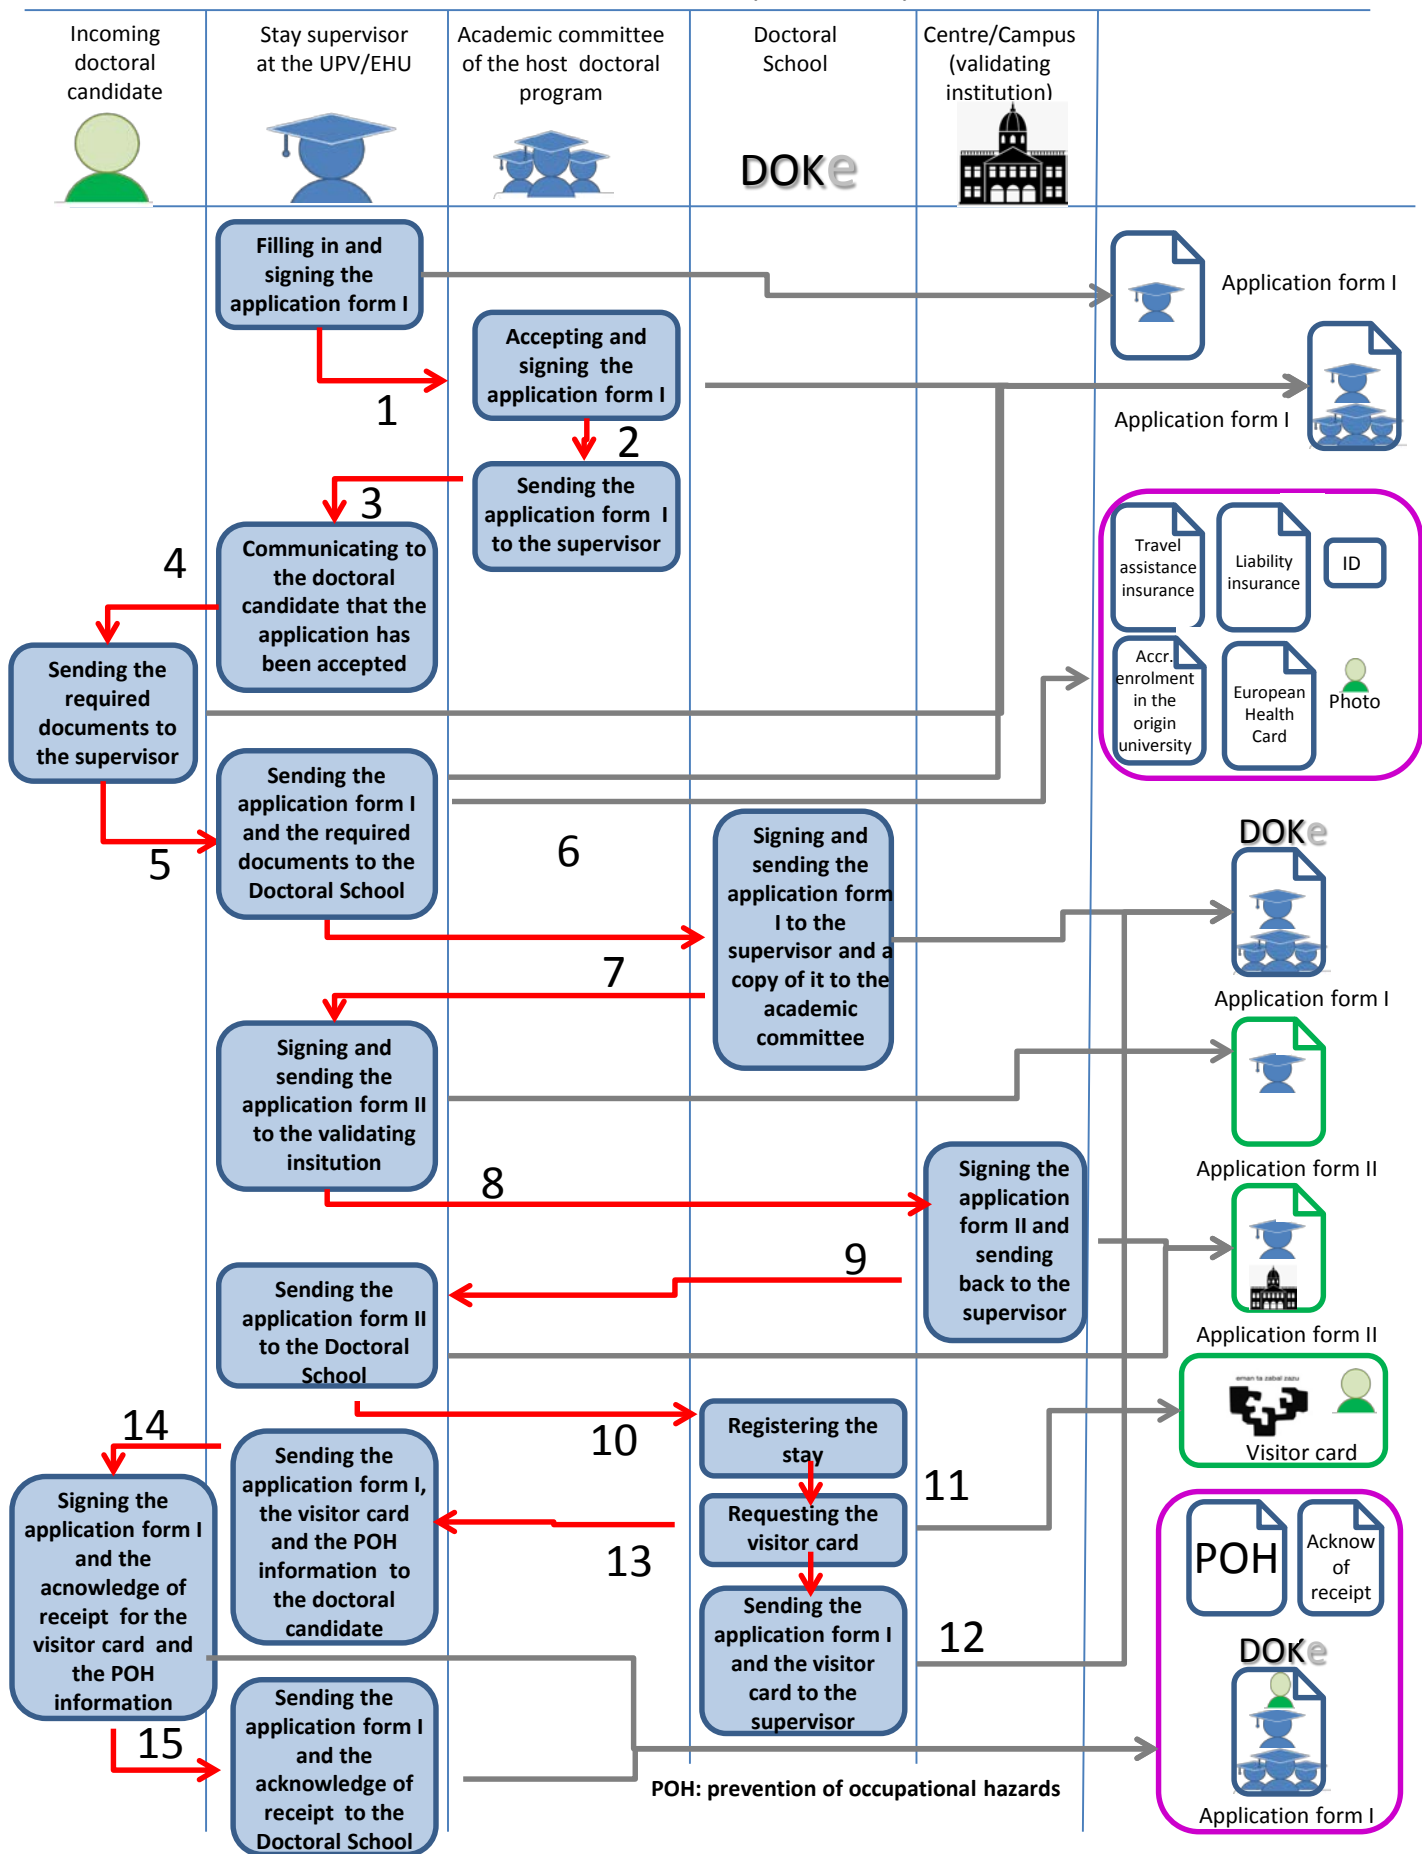 Incoming
doctoral
candidate
Stay supervisor
at the UPV/EHU
Academic committee
of the host doctoral
program
Doctoral
School
Centre/Campus
(validating
institution)
DOKe
Filling in and
signing the
application form I
Application form I
Accepting and
signing the
application form I
1
Application form I
2
Sending the
application form I
to the supervisor
3
Communicating to
the doctoral
candidate that the
application has
been accepted
4
Travel
assistance
insurance
Liability
insurance
ID
Accr.
enrolment
in the
origin
university
European
Health
Card
Photo
Sending the
required
documents to
the supervisor
5
Sending the
application form I
and the required
documents to the
Doctoral School
6
Signing and
sending the
application form
I to the
supervisor and a
copy of it to the
academic
committee
DOKe
Application form I
7
Signing and
sending the
application form II
to the validating
insitution
Application form II
8
Signing the
application
form II and
sending
back to the
supervisor
9
Application form II
Sending the
application form II
to the Doctoral
School
10
Registering the
stay
eman ta zabal zazu
Visitor card
11
Requesting the
visitor card
14
Sending the
application form I,
the visitor card
and the POH
information to
the doctoral
candidate
13
Signing the
application form I
and the
acnowledge of
receipt for the
visitor card and
the POH
information
Sending the
application form I
and the visitor
card to the
supervisor
12
POH
Acknow
of
receipt
DOKe
Application form I
15
Sending the
application form I
and the
acknowledge of
receipt to the
Doctoral School
POH: prevention of occupational hazards